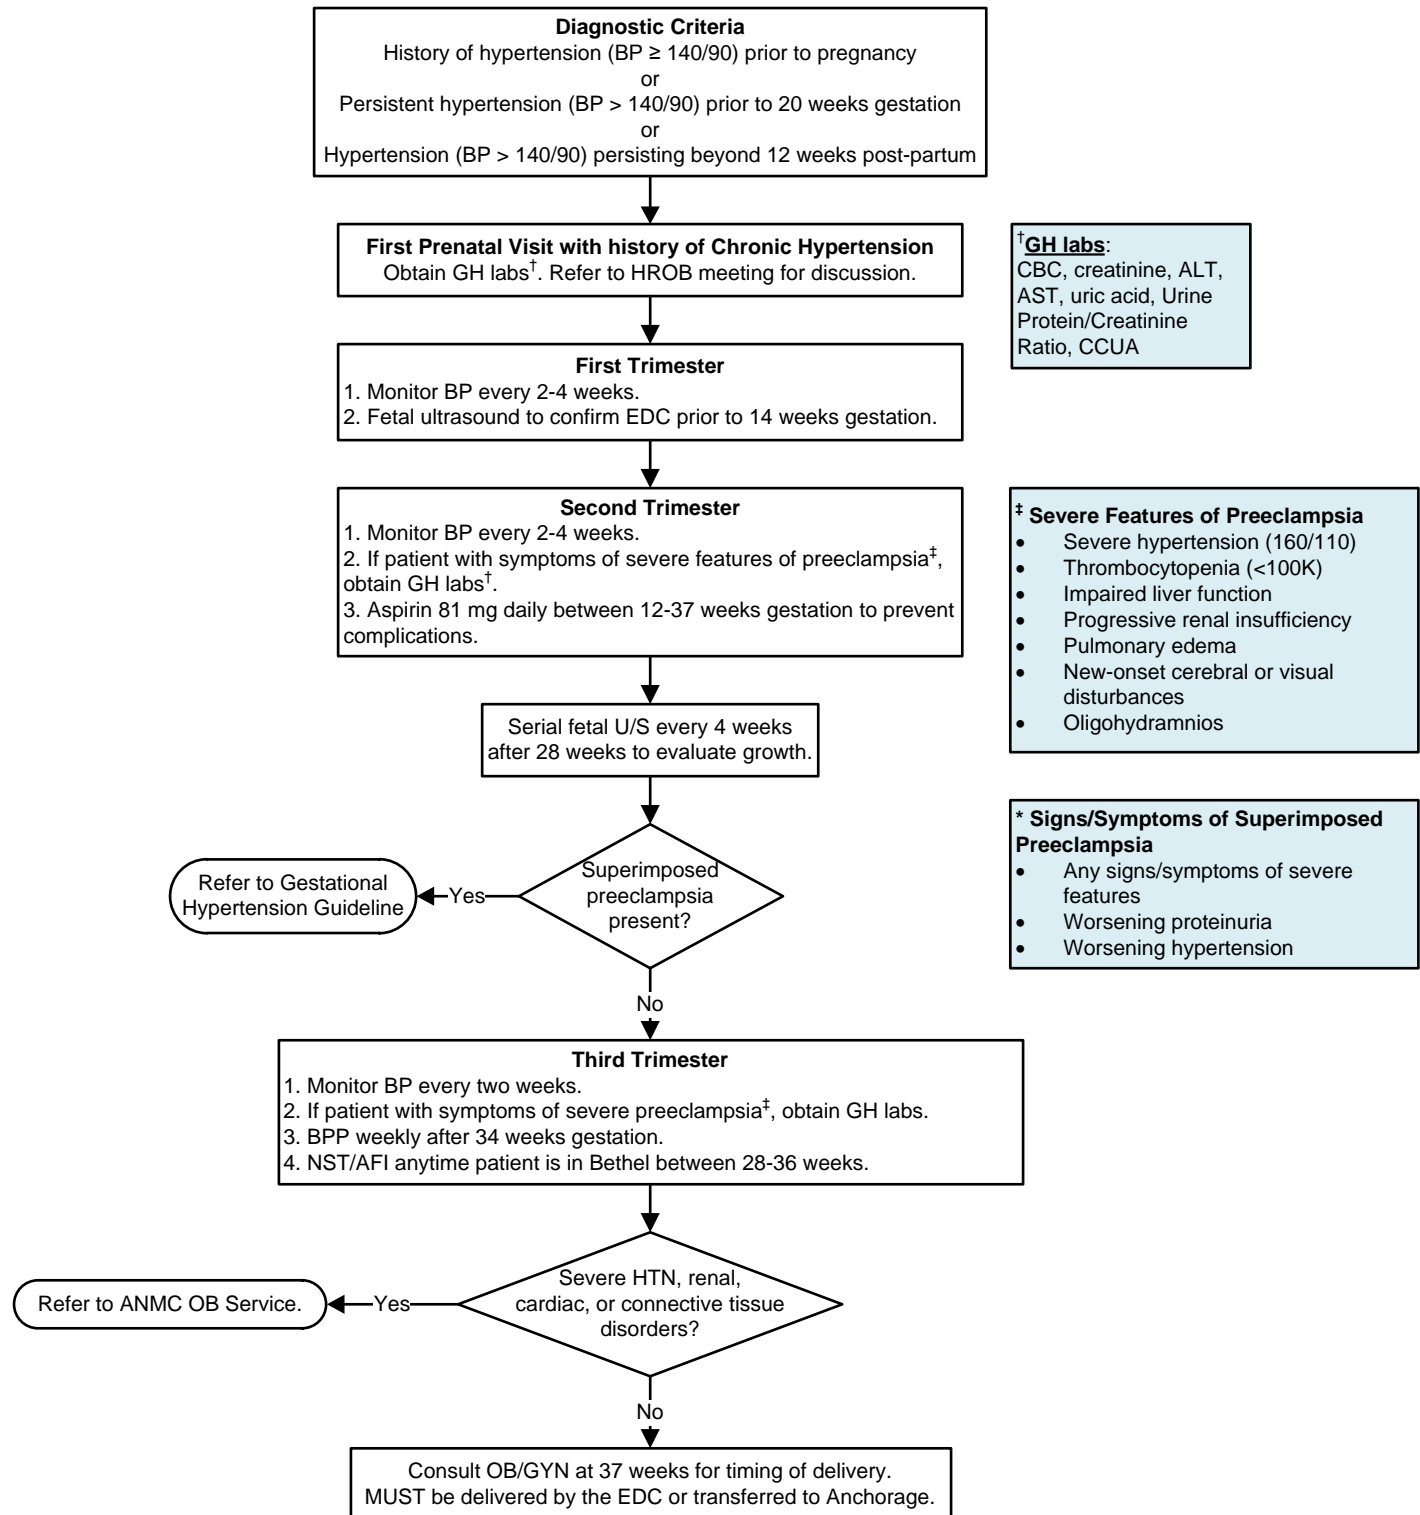 Diagnostic Criteria
History of hypertension (BP ≥ 140/90) prior to pregnancy
or
Persistent hypertension (BP > 140/90) prior to 20 weeks gestation
or
Hypertension (BP > 140/90) persisting beyond 12 weeks post-partum
First Prenatal Visit with history of Chronic Hypertension
Obtain GH labs†. Refer to HROB meeting for discussion.
†GH labs:
CBC, creatinine, ALT,
AST, uric acid, Urine
Protein/Creatinine
Ratio, CCUA
First Trimester
1. Monitor BP every 2-4 weeks.
2. Fetal ultrasound to confirm EDC prior to 14 weeks gestation.
Second Trimester
1. Monitor BP every 2-4 weeks.
2. If patient with symptoms of severe features of preeclampsia‡,
obtain GH labs†.
3. Aspirin 81 mg daily between 12-37 weeks gestation to prevent
complications.
‡ Severe Features of Preeclampsia
• Severe hypertension (160/110)
• Thrombocytopenia (<100K)
• Impaired liver function
• Progressive renal insufficiency
• Pulmonary edema
• New-onset cerebral or visual
disturbances
• Oligohydramnios
Serial fetal U/S every 4 weeks
after 28 weeks to evaluate growth.
* Signs/Symptoms of Superimposed
Preeclampsia
• Any signs/symptoms of severe
features
• Worsening proteinuria
• Worsening hypertension
Superimposed
preeclampsia
present?
Yes
Refer to Gestational
Hypertension Guideline
No
Third Trimester
1. Monitor BP every two weeks.
2. If patient with symptoms of severe preeclampsia‡, obtain GH labs.
3. BPP weekly after 34 weeks gestation.
4. NST/AFI anytime patient is in Bethel between 28-36 weeks.
Severe HTN, renal,
cardiac, or connective tissue
disorders?
Yes
Refer to ANMC OB Service.
No
Consult OB/GYN at 37 weeks for timing of delivery.
MUST be delivered by the EDC or transferred to Anchorage.